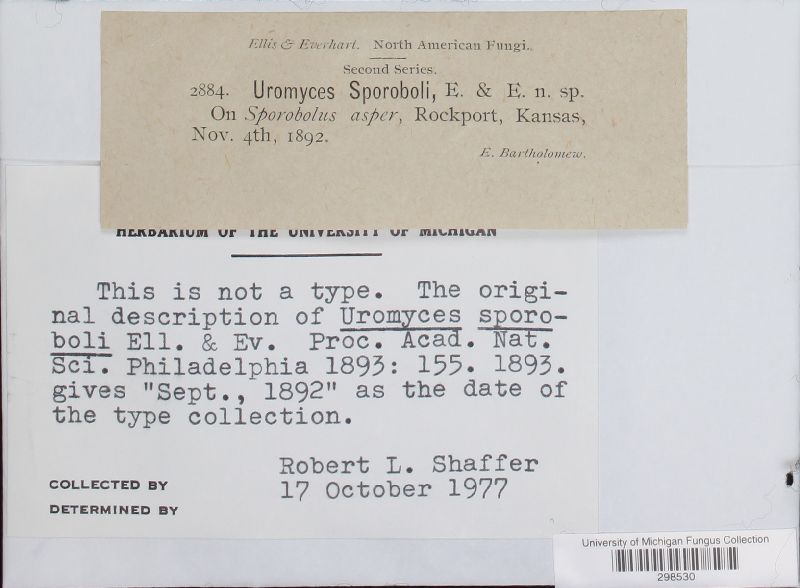 Ellis & Everhart. North American Fungi.
Second Series.
2884. Uromyces Sporoboli, E. & E. n. sp.
On Sporobolus asper, Rockport, Kansas,
Nov. 4th, 1892.
E. Bartholomew.
HERBARIUM OF THE UNIVERSITY OF MICHIGAN
This is not a type. The origi-
nal description of Uromyces sporo-
boli Ell. & Ev. Proc. Acad. Nat.
Sci. Philadelphia 1893: 155. 1893.
gives "Sept., 1892" as the date of
the type collection.
Robert L. Shaffer
COLLECTED BY 17 October 1977
DETERMINED BY
University of Michigan Fungus Collection
298530